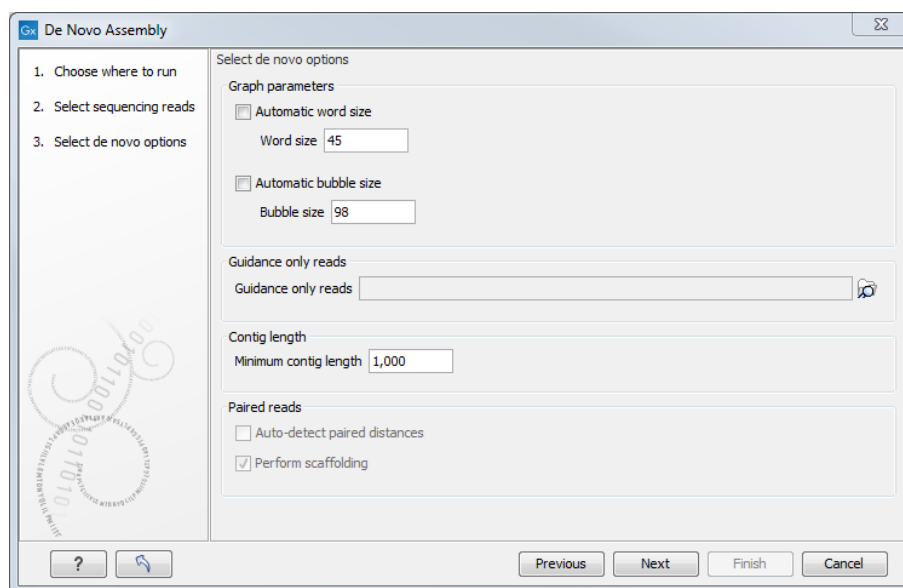 Gx De Novo Assembly
1. Choose where to run
2. Select sequencing reads
3. Select de novo options
Select de novo options
Graph parameters
Automatic word size
Word size 45
Automatic bubble size
Bubble size 98
Guidance only reads
Guidance only reads
Contig length
Minimum contig length 1,000
Paired reads
Auto-detect paired distances
Perform scaffolding
?
Previous Next Finish Cancel